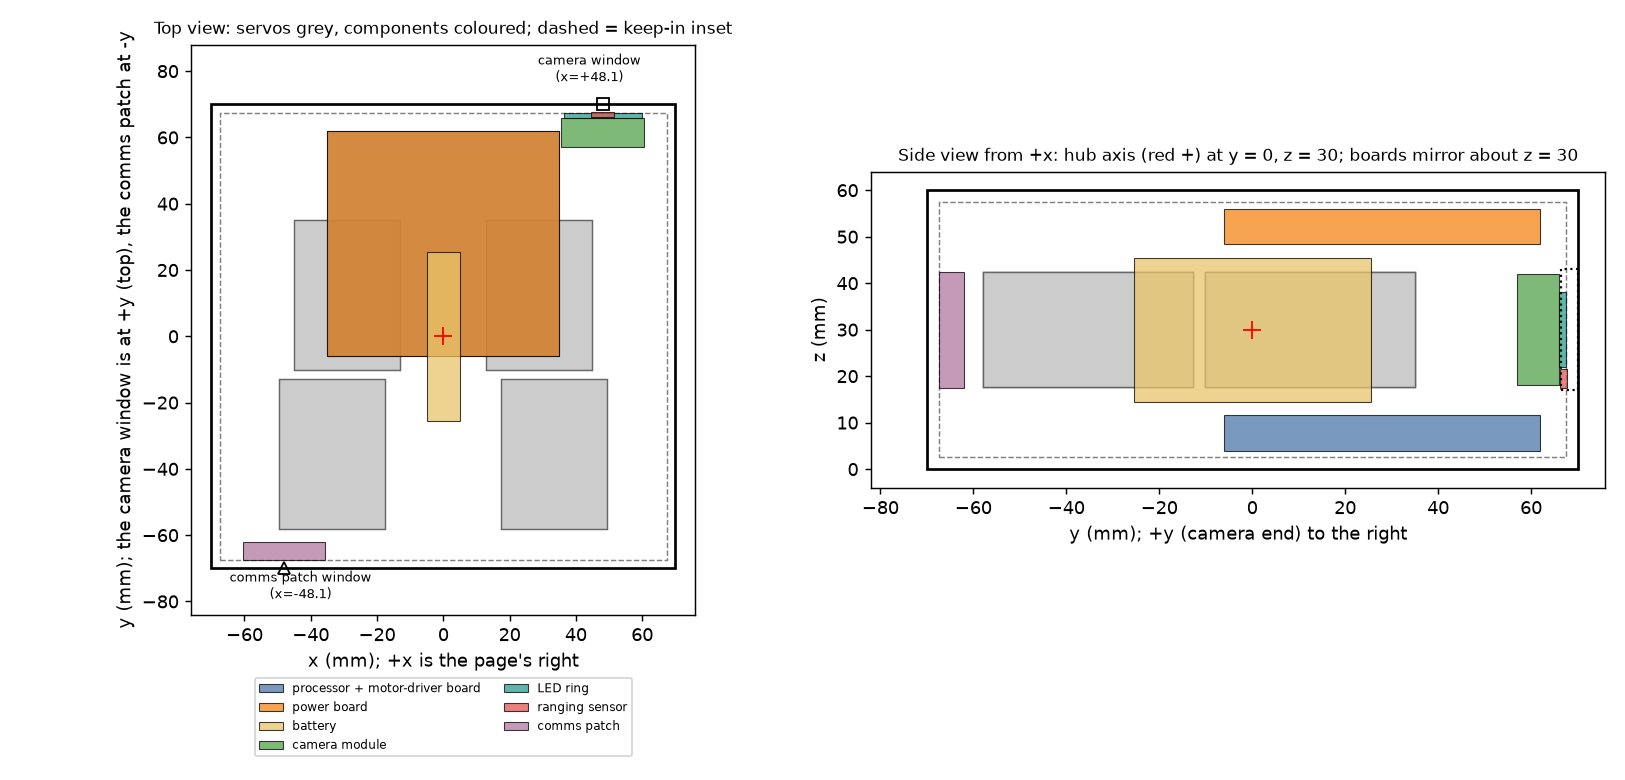 Top view: servos grey, components coloured; dashed = keep-in inset
camera window
(x=+48.1)
y (mm); the camera window is at +y (top), the comms patch at -y
80
60
40
20
0
−20
−40
−60
−80
comms patch window
(x=-48.1)
−60 −40 −20 0 20 40 60
x (mm); +x is the page's right
processor + motor-driver board
power board
battery
camera module
LED ring
ranging sensor
comms patch
Side view from +x: hub axis (red +) at y = 0, z = 30; boards mirror about z = 30
z (mm)
60
50
40
30
20
10
0
−80 −60 −40 −20 0 20 40 60
y (mm); +y (camera end) to the right